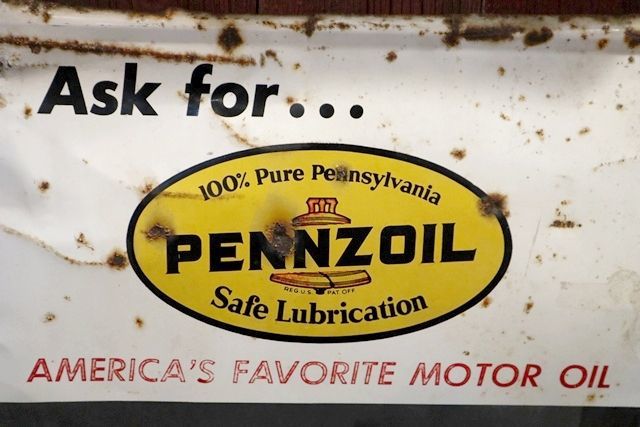 Ask for...
100% Pure Pennsylvania
PENNZOIL
REG. U.S. PAT. OFF.
Safe Lubrication
AMERICA'S FAVORITE MOTOR OIL